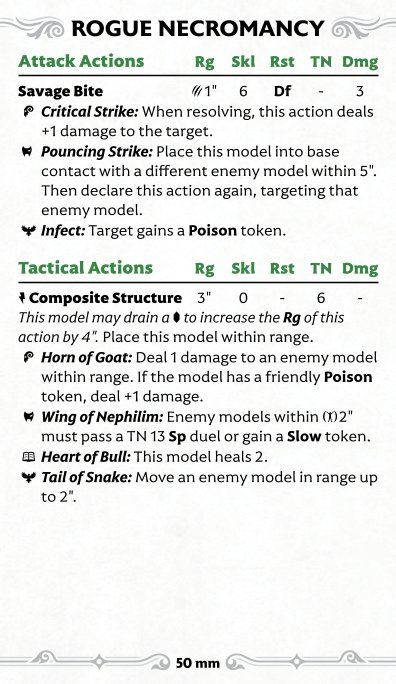 ROGUE NECROMANCY
Attack Actions Rg Skl Rst TN Dmg
Savage Bite 1" 6 Df - 3
Critical Strike: When resolving, this action deals
+1 damage to the target.
Pouncing Strike: Place this model into base
contact with a different enemy model within 5".
Then declare this action again, targeting that
enemy model.
Infect: Target gains a Poison token.
Tactical Actions Rg Skl Rst TN Dmg
Composite Structure 3" 0 - 6 -
This model may drain a to increase the Rg of this
action by 4". Place this model within range.
Horn of Goat: Deal 1 damage to an enemy model
within range. If the model has a friendly Poison
token, deal +1 damage.
Wing of Nephilim: Enemy models within 2"
must pass a TN 13 Sp duel or gain a Slow token.
Heart of Bull: This model heals 2.
Tail of Snake: Move an enemy model in range up
to 2".
50 mm